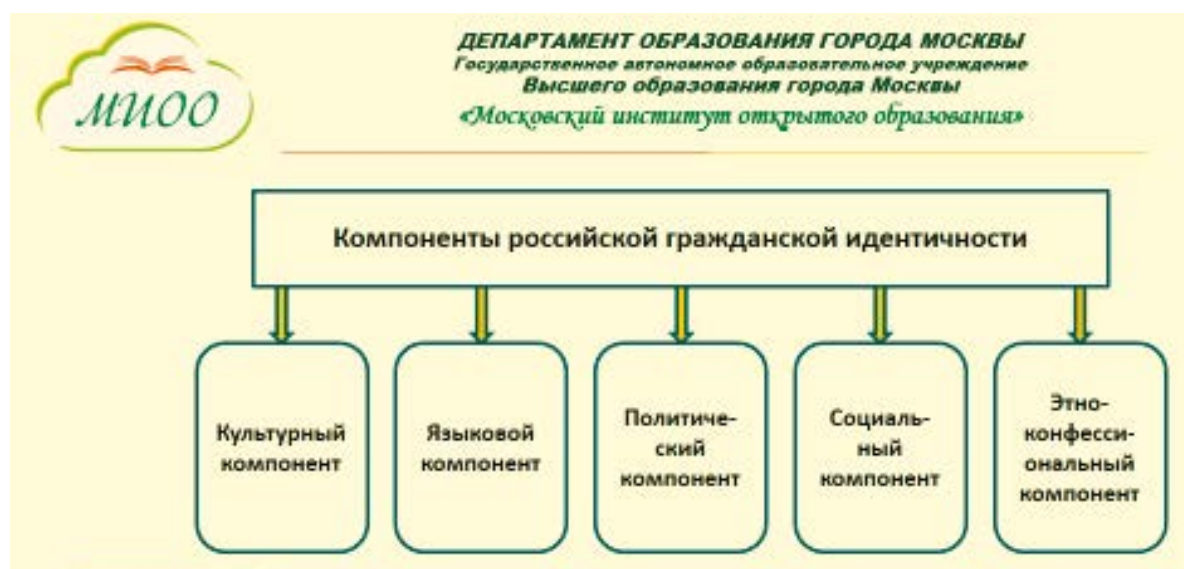 МИОО
ДЕПАРТАМЕНТ ОБРАЗОВАНИЯ ГОРОДА МОСКВЫ
Государственное автономное образовательное учреждение
Высшего образования города Москвы
«Московский институт открытого образования»
Компоненты российской гражданской идентичности
Культурный
компонент
Языковой
компонент
Политиче-
ский
компонент
Социаль-
ный
компонент
Этно-
конфесси-
ональный
компонент